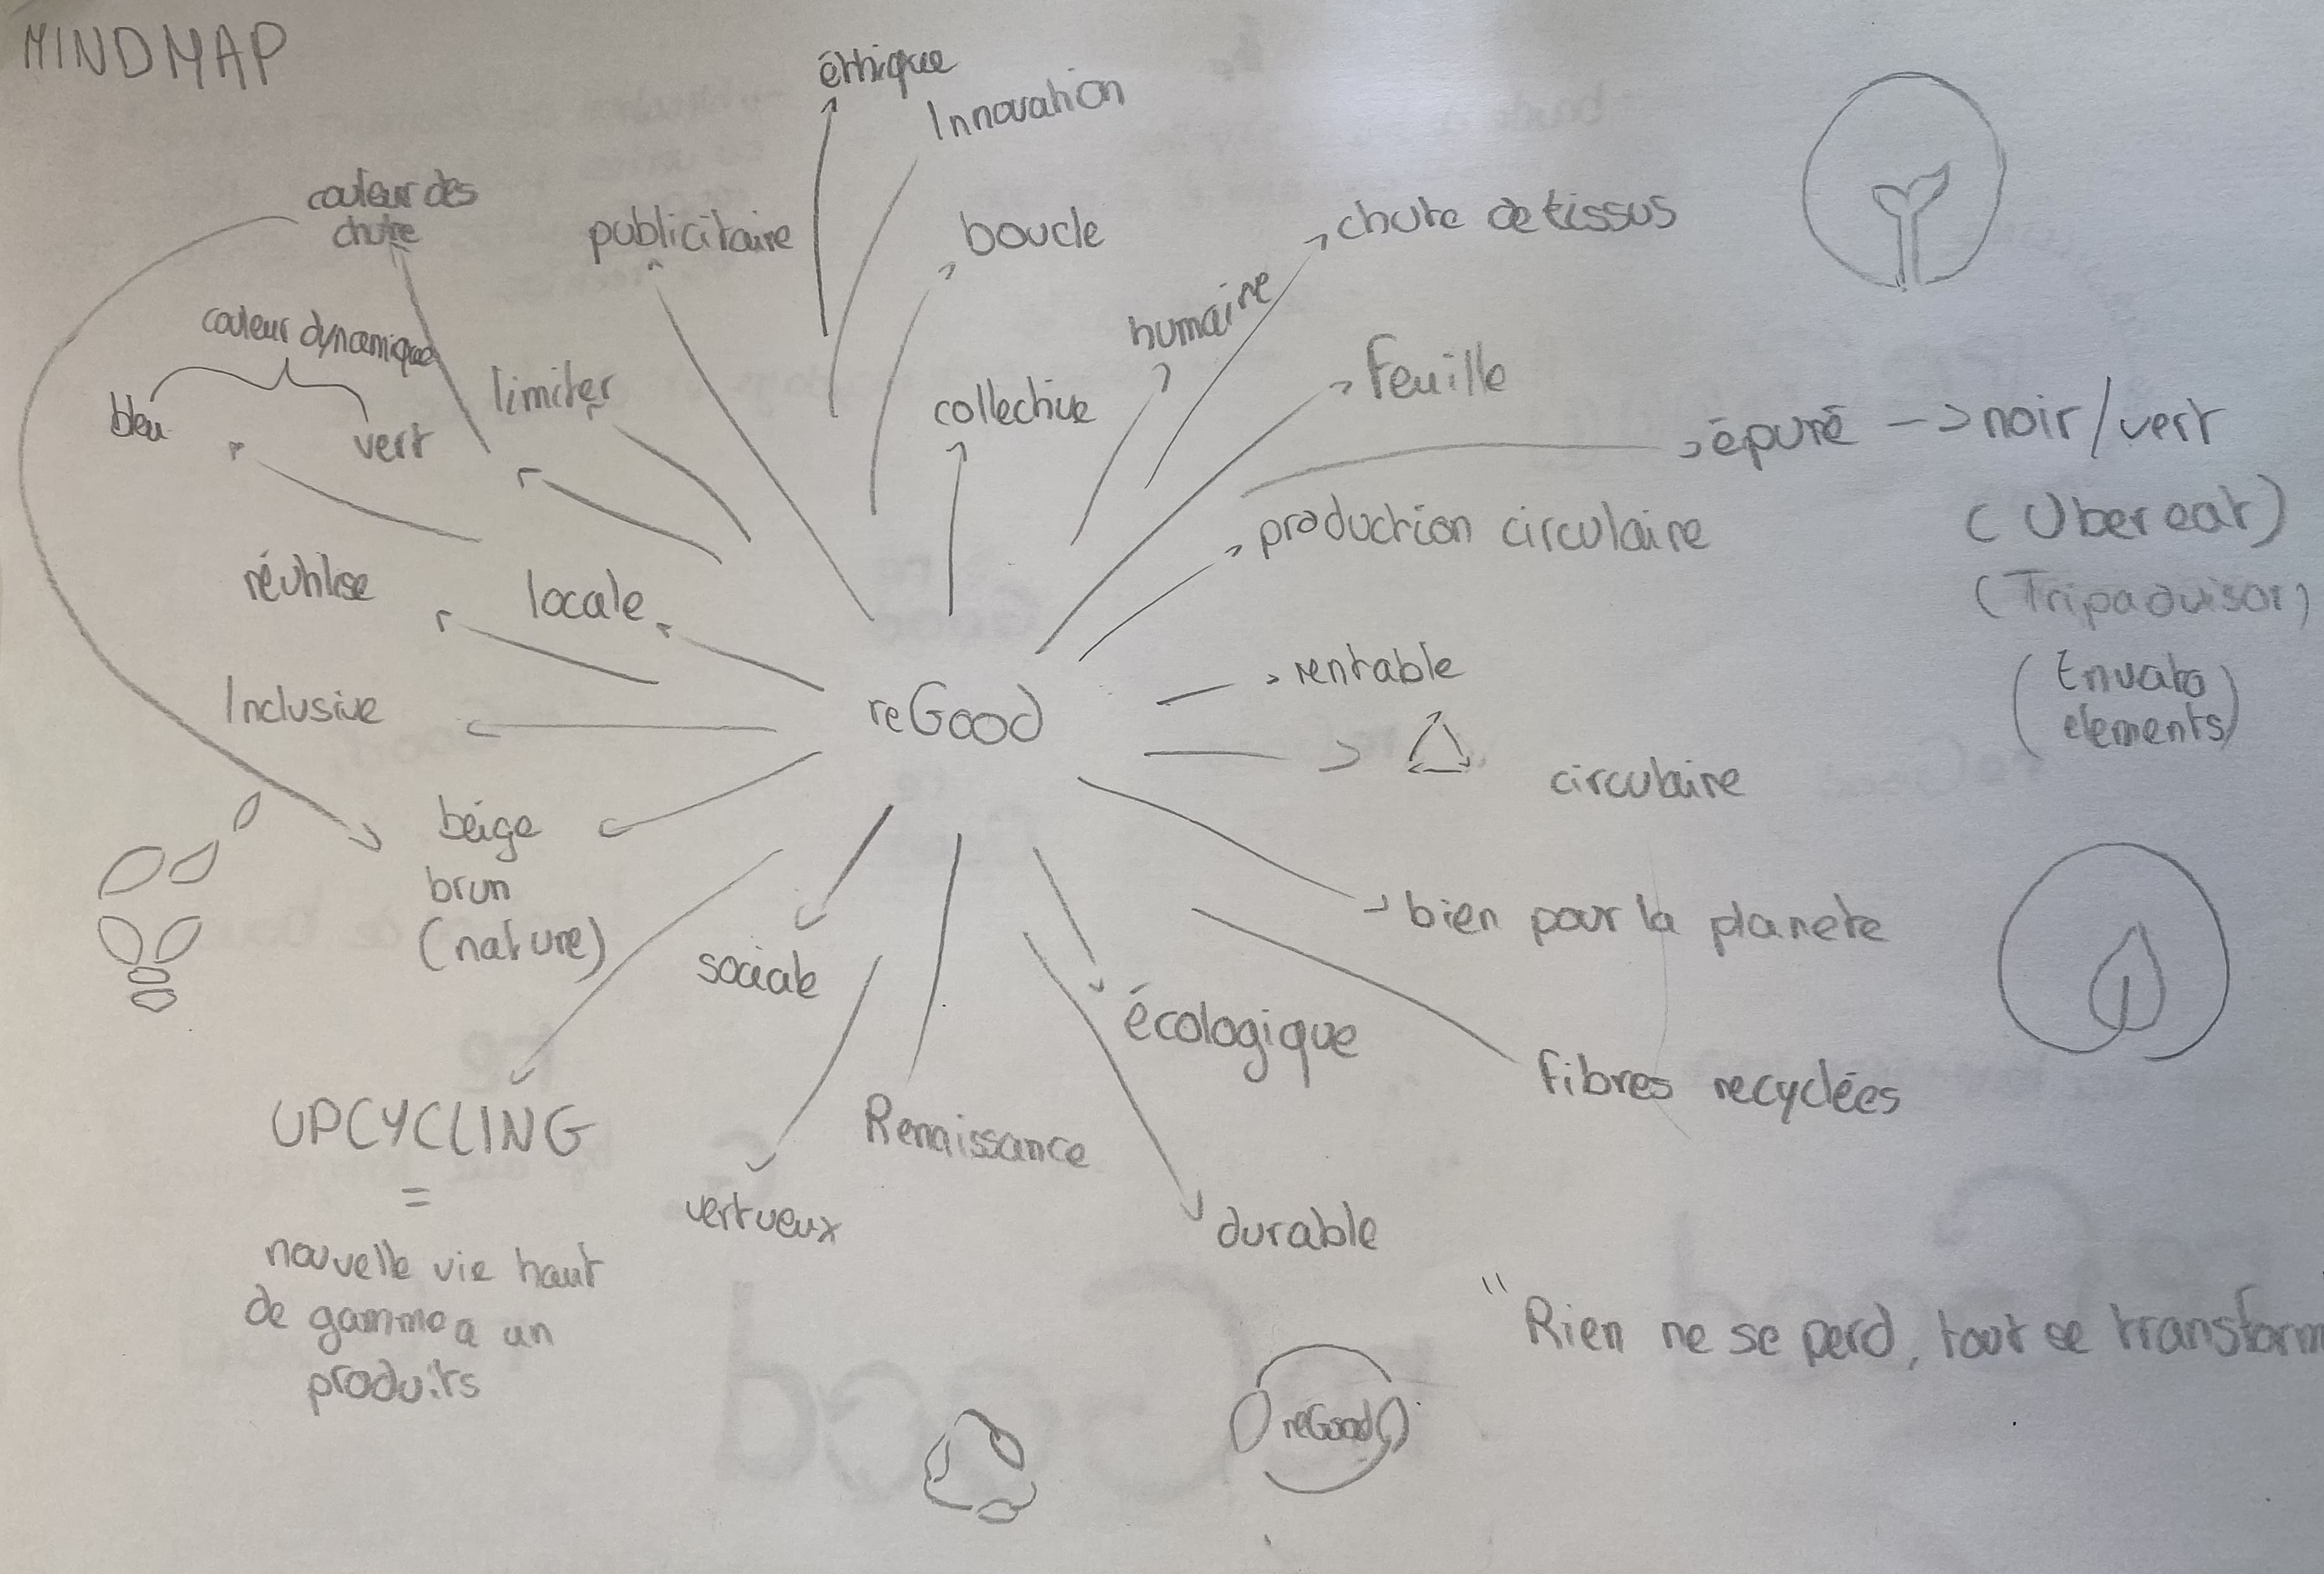 MINDMAP
éthique
Innovation
couleur des
chute
publicitaire
boucle
chute de tissus
humaine
couleur dynamique
limiter
collective
Feuille
bleu
vert
épuré -> noir/vert
(Ubereat)
production circulaire
réutilise
locale
(Tripadvisor)
rentable
(Envato
elements)
Inclusive
reGood
circulaire
beige
brun
(nature)
bien pour la planete
sociale
écologique
fibres recyclées
UPCYCLING
=
nouvelle vie haut
de gamme a un
produits
Renaissance
vertueux
durable
"Rien ne se perd, tout se transform
reGood